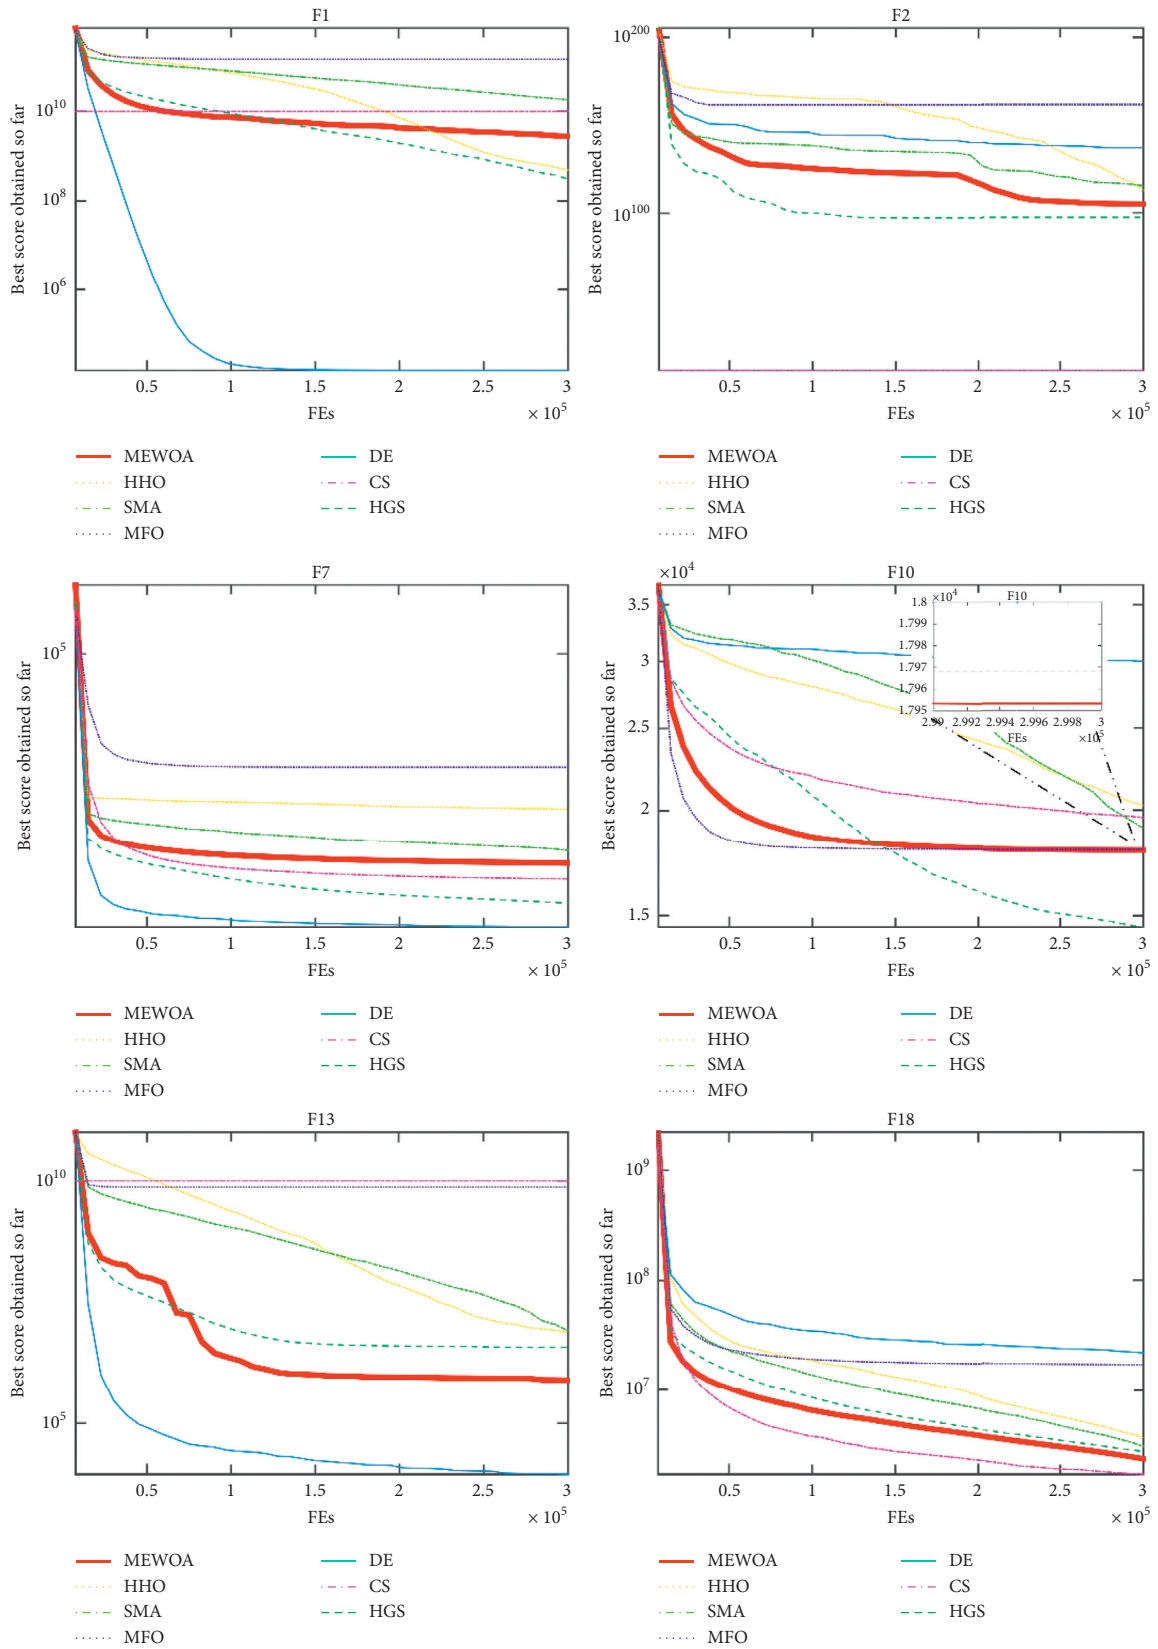 F1
Best score obtained so far
10^10
10^8
10^6
0.5 1 1.5 2 2.5 3
FEs × 10^5
MEWOA
HHO
SMA
MFO
DE
CS
HGS
F2
Best score obtained so far
10^200
10^100
0.5 1 1.5 2 2.5 3
FEs × 10^5
MEWOA
HHO
SMA
MFO
DE
CS
HGS
F7
Best score obtained so far
10^5
0.5 1 1.5 2 2.5 3
FEs × 10^5
MEWOA
HHO
SMA
MFO
DE
CS
HGS
×10^4 F10
Best score obtained so far
3.5
3
2.5
2
1.5
0.5 1 1.5 2 2.5 3
FEs × 10^5
×10^4 F10
1.8
1.799
1.798
1.797
1.796
1.795
2.99 2.992 2.994 2.996 2.998 3
FEs ×10^5
MEWOA
HHO
SMA
MFO
DE
CS
HGS
F13
Best score obtained so far
10^10
10^5
0.5 1 1.5 2 2.5 3
FEs × 10^5
MEWOA
HHO
SMA
MFO
DE
CS
HGS
F18
Best score obtained so far
10^9
10^8
10^7
0.5 1 1.5 2 2.5 3
FEs × 10^5
MEWOA
HHO
SMA
MFO
DE
CS
HGS